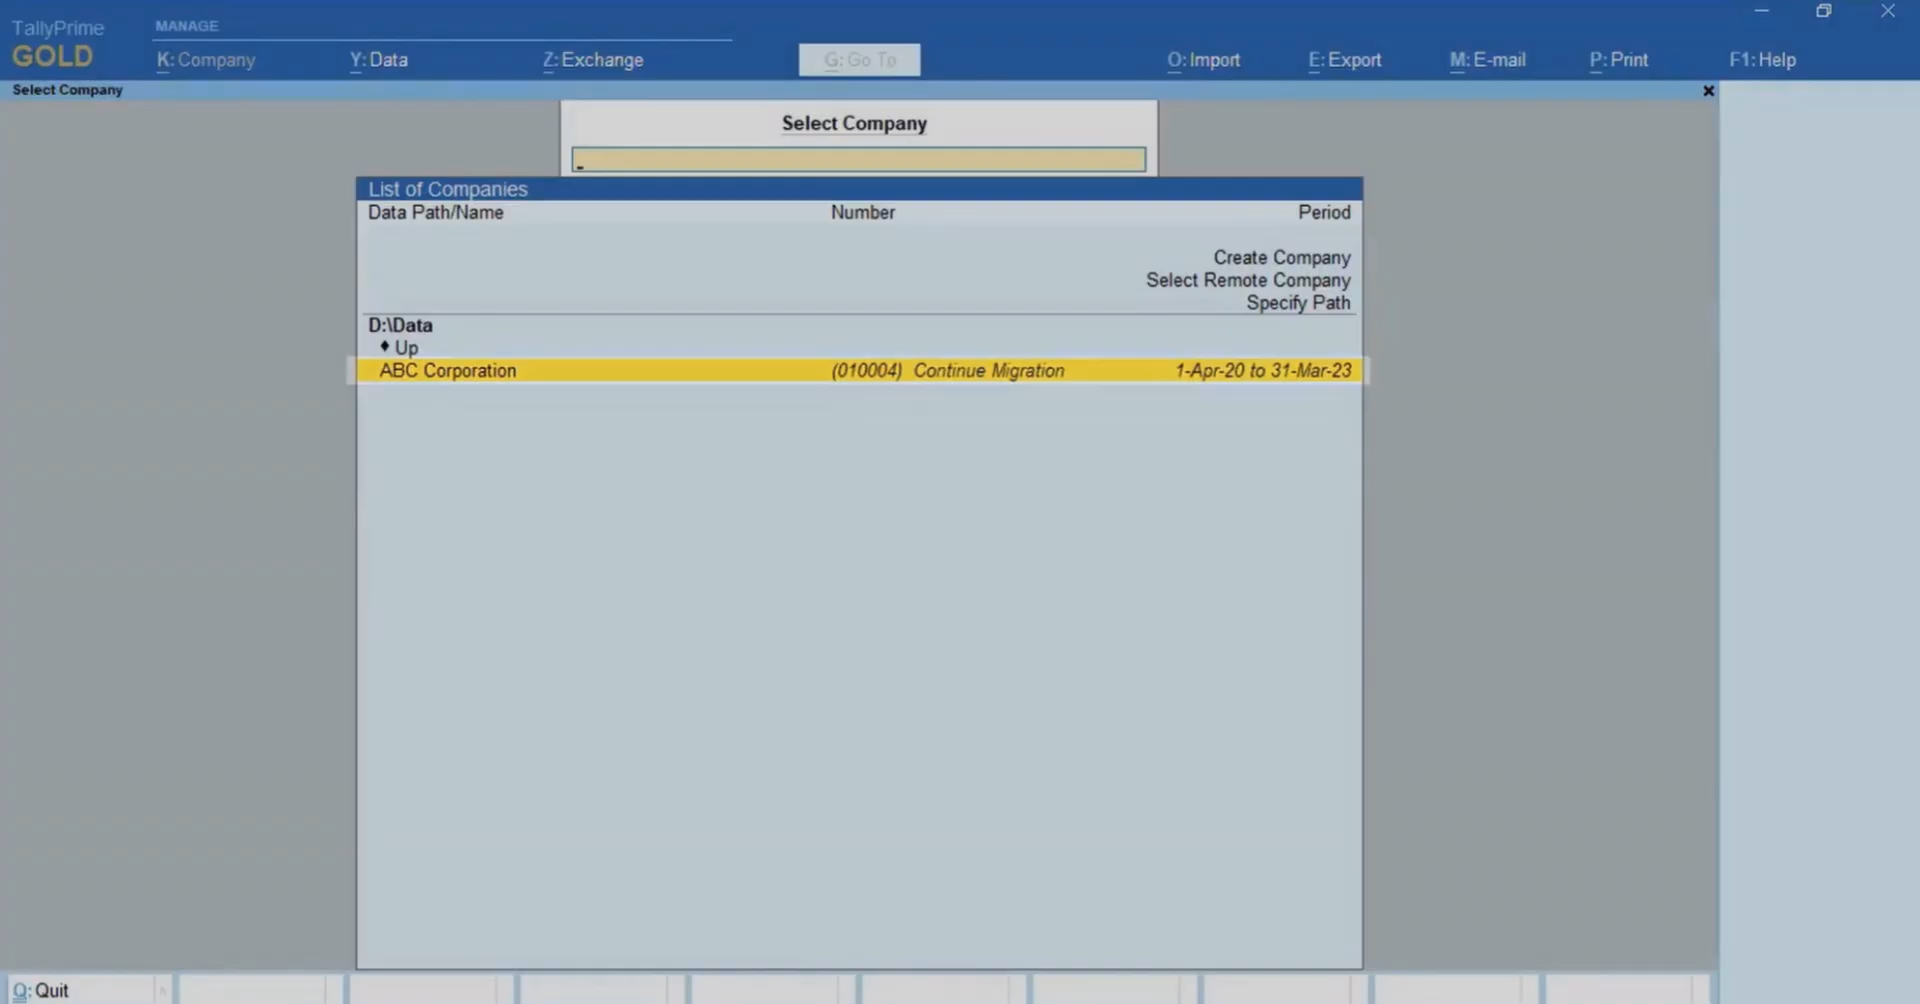 TallyPrime
GOLD
MANAGE
K: Company
Y: Data
Z: Exchange
G: Go To
O: Import
E: Export
M: E-mail
P: Print
F1: Help
Select Company
Select Company
List of Companies
Data Path/Name Number Period
Create Company
Select Remote Company
Specify Path
D:\Data
♦ Up
ABC Corporation (010004) Continue Migration 1-Apr-20 to 31-Mar-23
Q: Quit